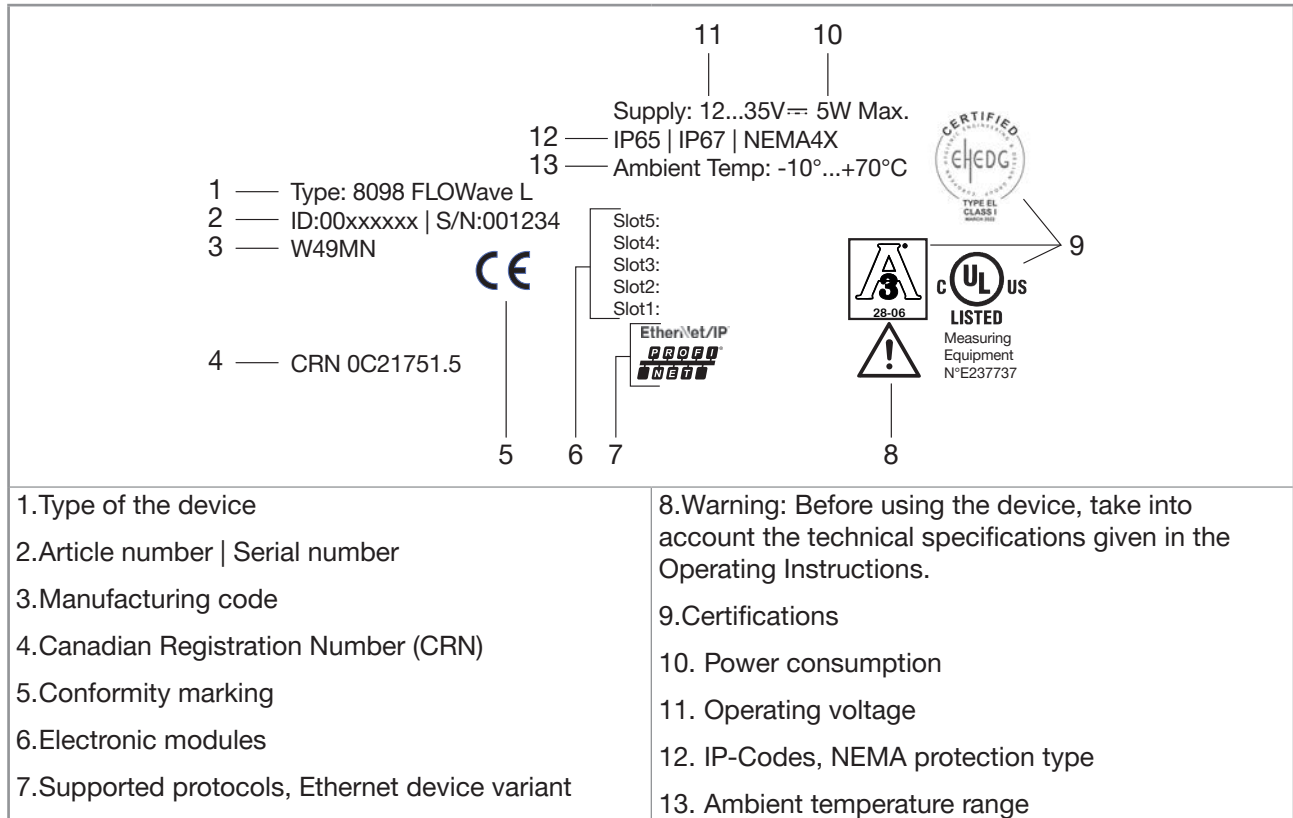 11 10
Supply: 12...35V⎓ 5W Max.
12 IP65 | IP67 | NEMA4X
13 Ambient Temp: -10°...+70°C
CERTIFIED
EHEDG
TYPE EL
CLASS I
MARCH 2022
1 Type: 8098 FLOWave L
2 ID:00xxxxxx | S/N:001234
3 W49MN
CE
Slot5:
Slot4:
Slot3:
Slot2:
Slot1:
EtherNet/IP
PROFI
NET
4 CRN 0C21751.5
A
3
28-06
9
C UL US
LISTED
Measuring
Equipment
N°E237737
5 6 7 8
1.Type of the device
2.Article number | Serial number
3.Manufacturing code
4.Canadian Registration Number (CRN)
5.Conformity marking
6.Electronic modules
7.Supported protocols, Ethernet device variant
8.Warning: Before using the device, take into
account the technical specifications given in the
Operating Instructions.
9.Certifications
10. Power consumption
11. Operating voltage
12. IP-Codes, NEMA protection type
13. Ambient temperature range